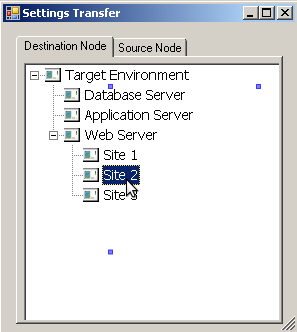 Settings Transfer
Destination Node Source Node
Target Environment
Database Server
Application Server
Web Server
Site 1
Site 2
Site 3